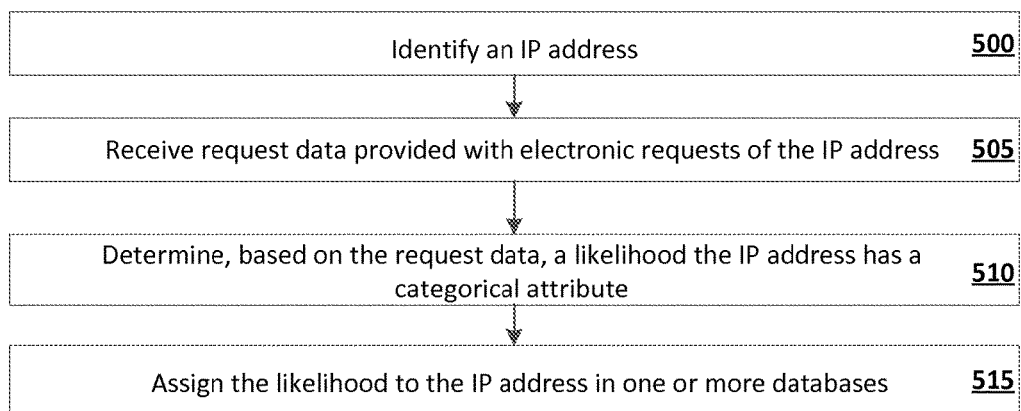 Identify an IP address 500
Receive request data provided with electronic requests of the IP address 505
Determine, based on the request data, a likelihood the IP address has a
categorical attribute 510
Assign the likelihood to the IP address in one or more databases 515